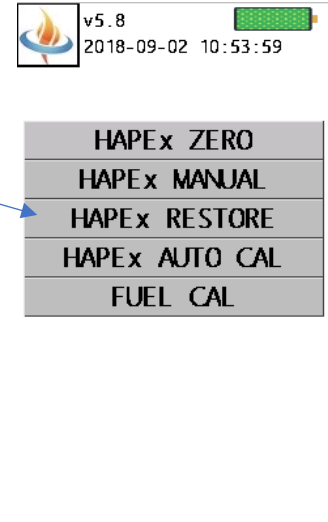 v5.8
2018-09-02 10:53:59
HAPEx ZERO
HAPEx MANUAL
HAPEx RESTORE
HAPEx AUTO CAL
FUEL CAL